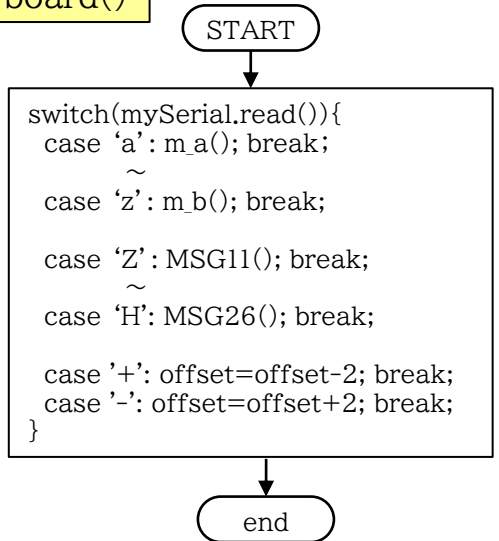 board()
START
switch(mySerial.read()){
case ‘a’: m_a(); break;
~
case ‘z’: m_b(); break;
case ‘Z’: MSG11(); break;
~
case ‘H’: MSG26(); break;
case '+’: offset=offset-2; break;
case '-’: offset=offset+2; break;
}
end